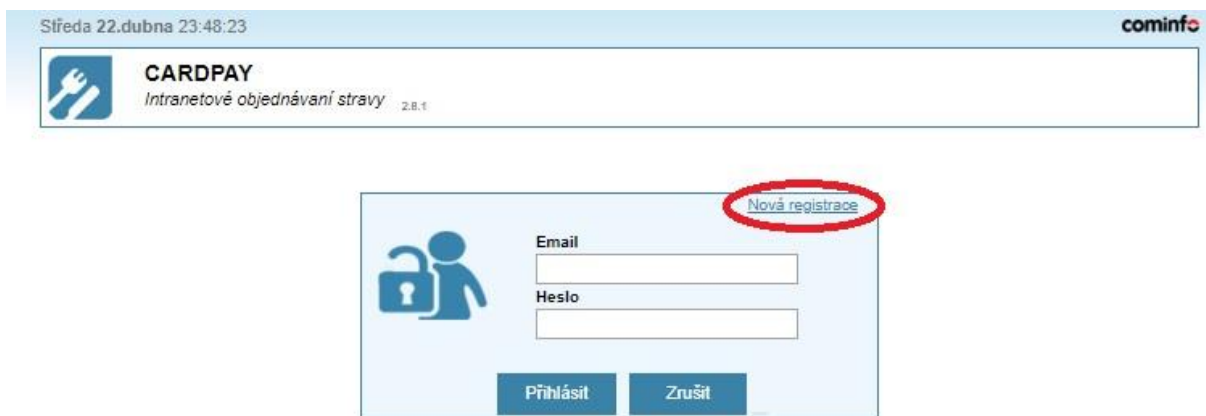 Středa 22.dubna 23:48:23
cominfo
CARDPAY
Intranetové objednávaní stravy 2.8.1
Nová registrace
Email
Heslo
Přihlásit Zrušit